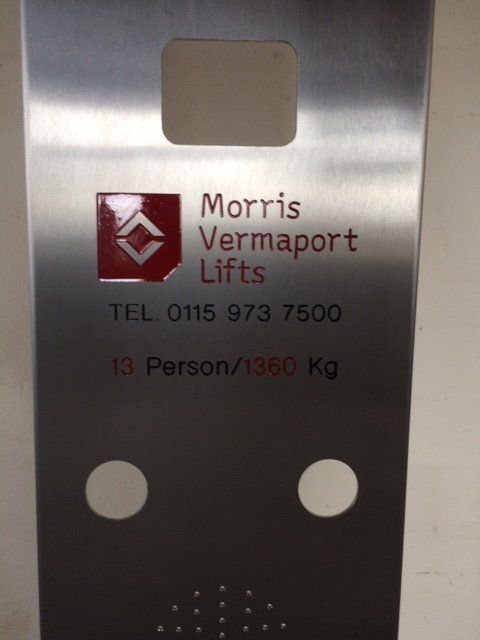 Morris
Vermaport
Lifts
TEL. 0115 973 7500
13 Person/1360 Kg